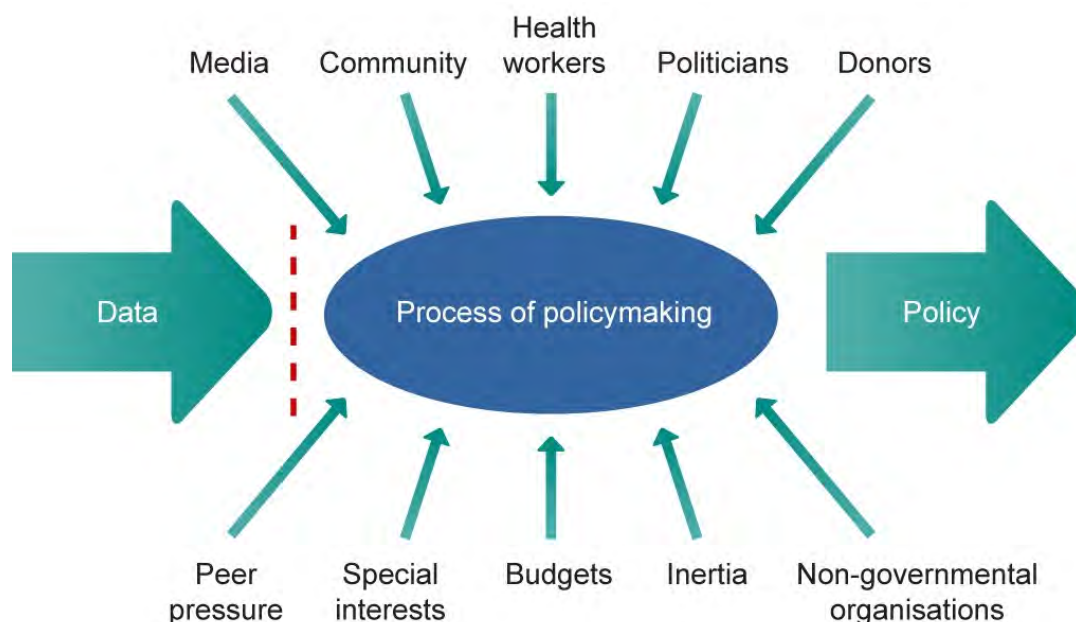 Health
Media Community workers Politicians Donors
Data Process of policymaking Policy
Peer Special Budgets Inertia Non-governmental
pressure interests organisations